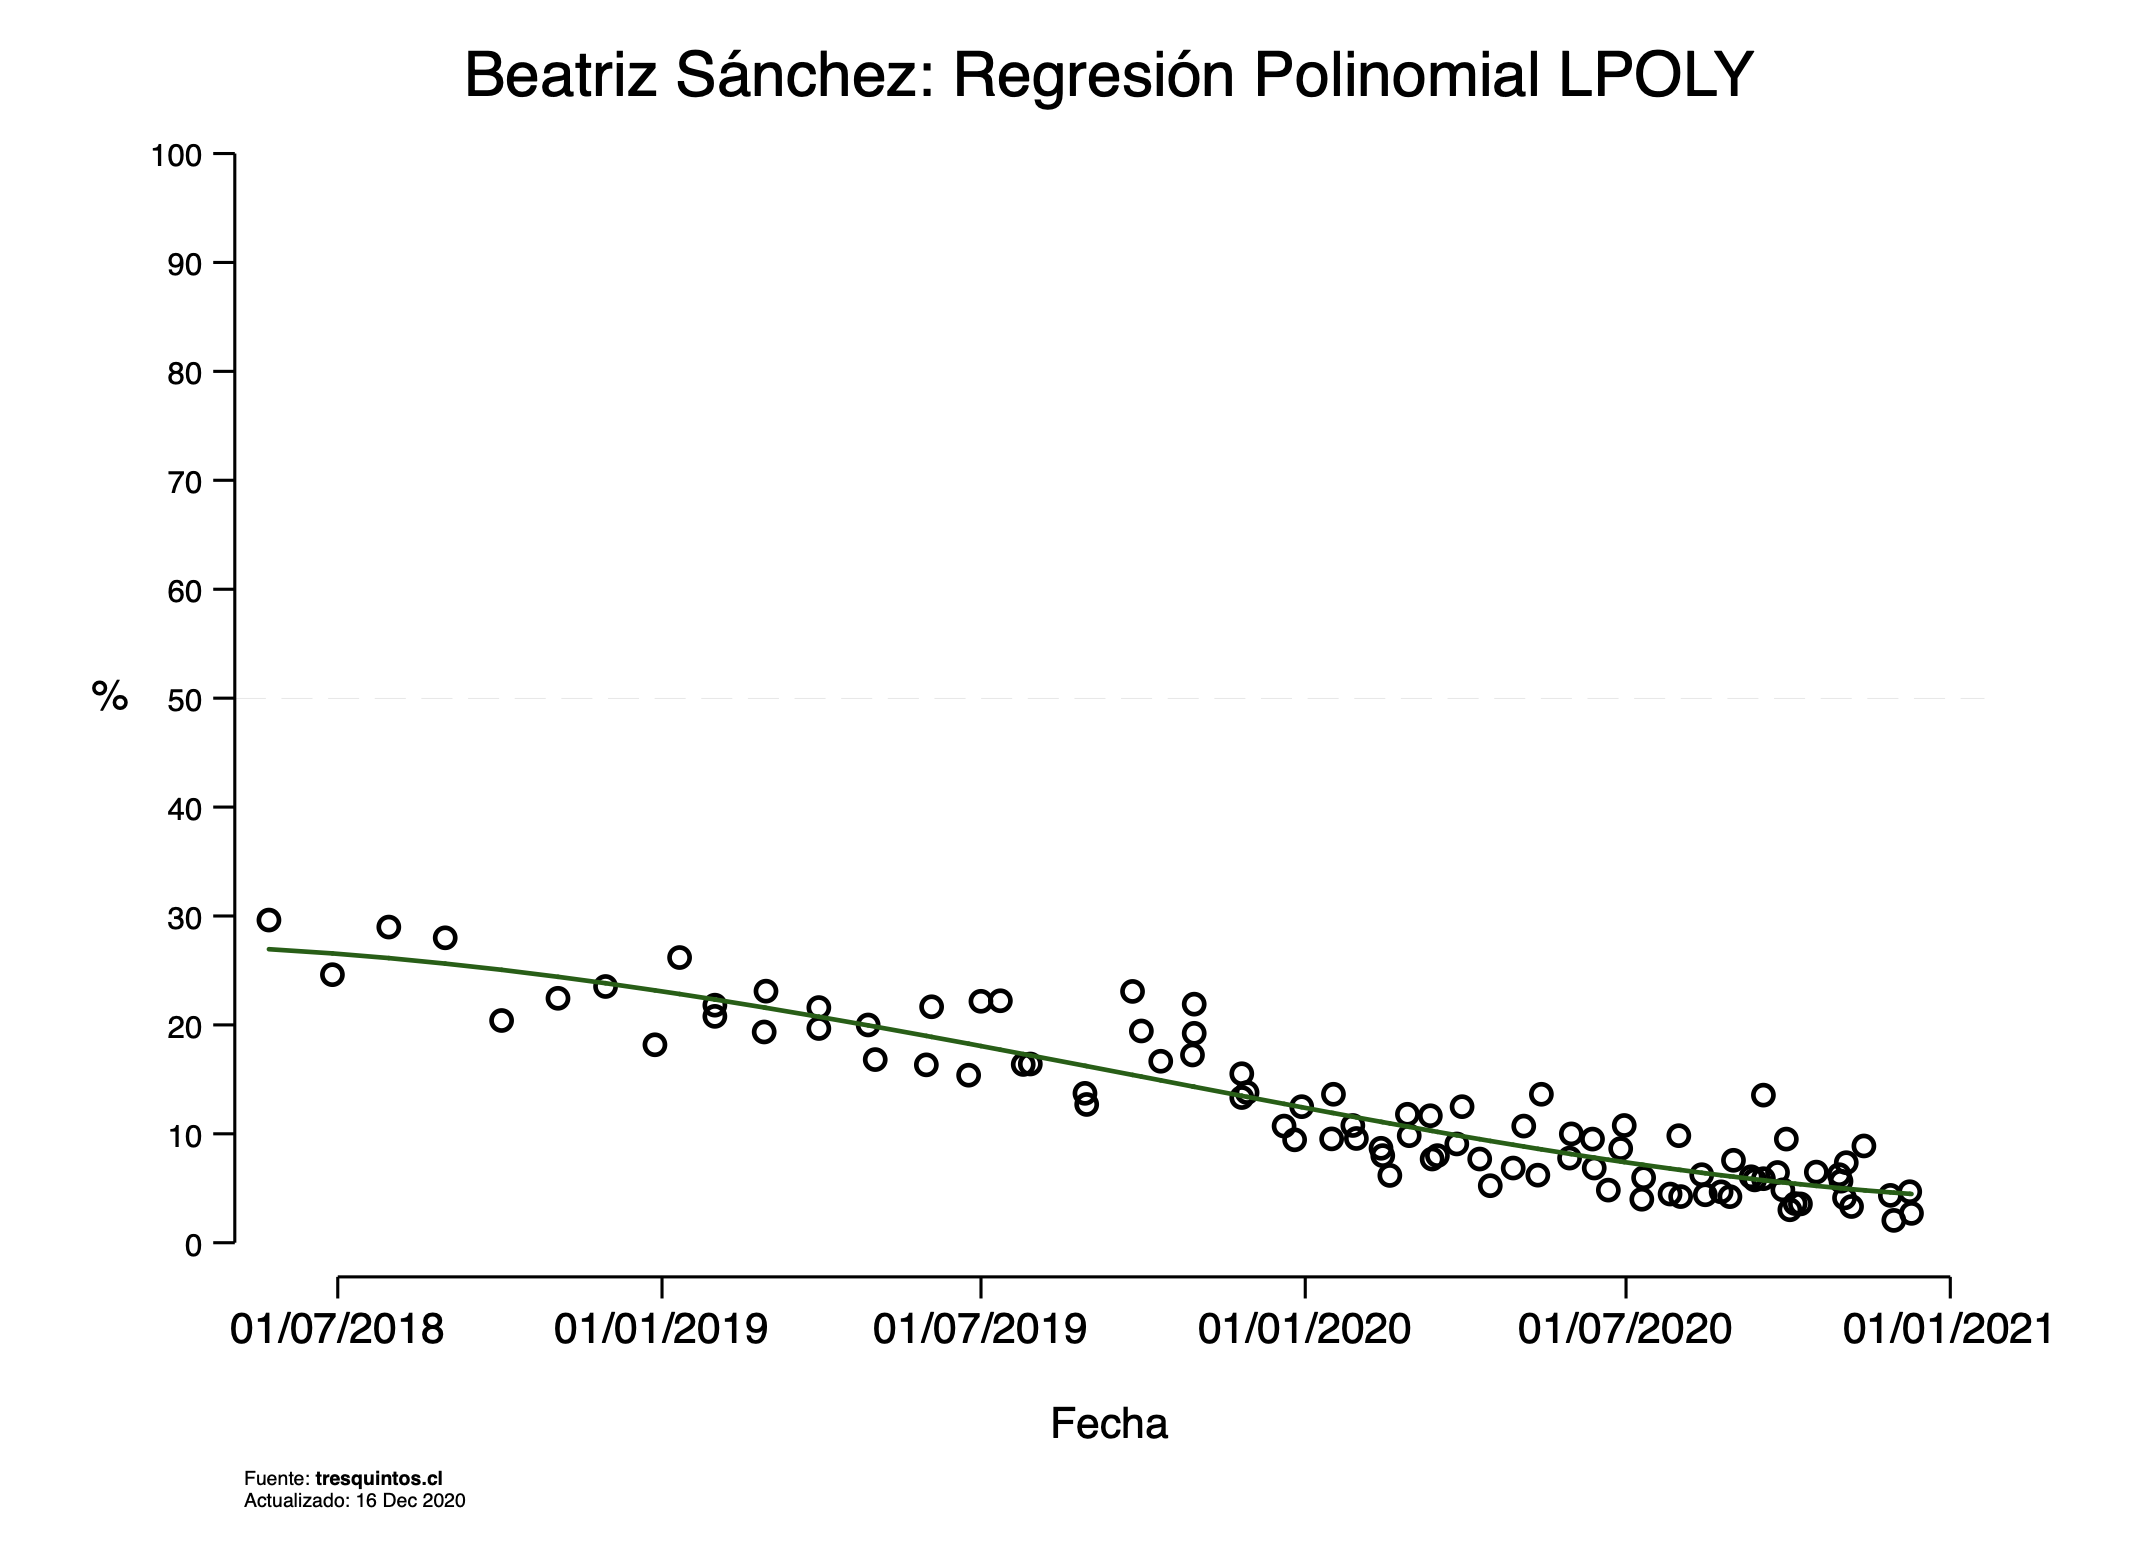 Beatriz Sánchez: Regresión Polinomial LPOLY
100
90
80
70
60
% 50
40
30
20
10
0
01/07/2018 01/01/2019 01/07/2019 01/01/2020 01/07/2020 01/01/2021
Fecha
Fuente: tresquintos.cl
Actualizado: 16 Dec 2020